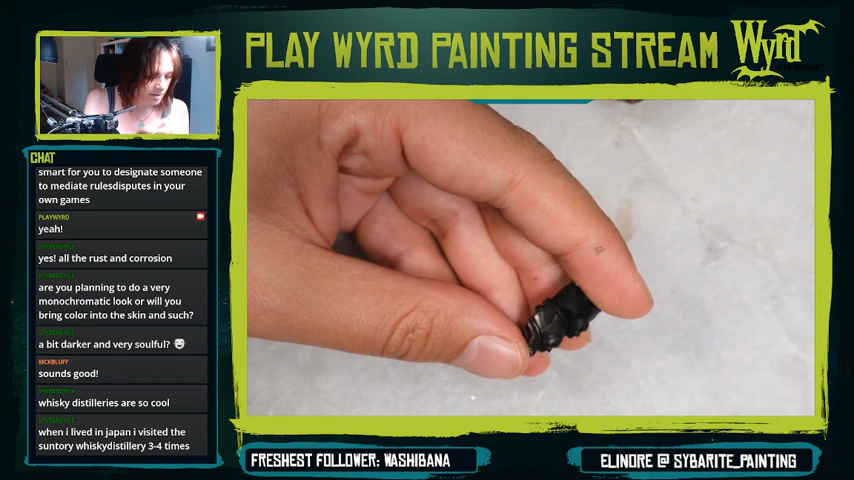 PLAY WYRD PAINTING STREAM
Wyrd
CHAT
smart for you to designate someone
to mediate rulesdisputes in your
own games
PLAYWYRD
yeah!
yes! all the rust and corrosion
are you planning to do a very
monochromatic look or will you
bring color into the skin and such?
a bit darker and very soulful?
MCKBLUFF
sounds good!
whisky distilleries are so cool
when i lived in japan i visited the
suntory whiskydistillery 3-4 times
FRESHEST FOLLOWER: WASHIBANA
ELINORE @ SYBARITE_PAINTING